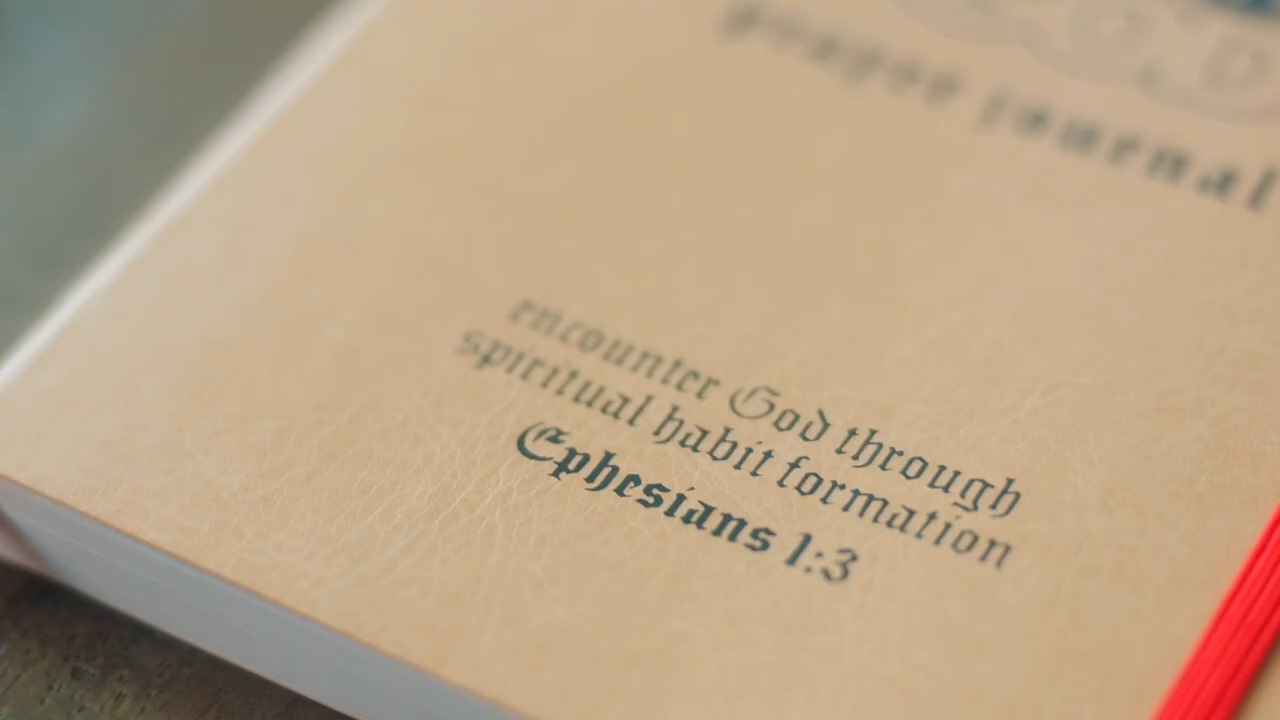 prayer journal
encounter God through
spiritual habit formation
Ephesians 1:3